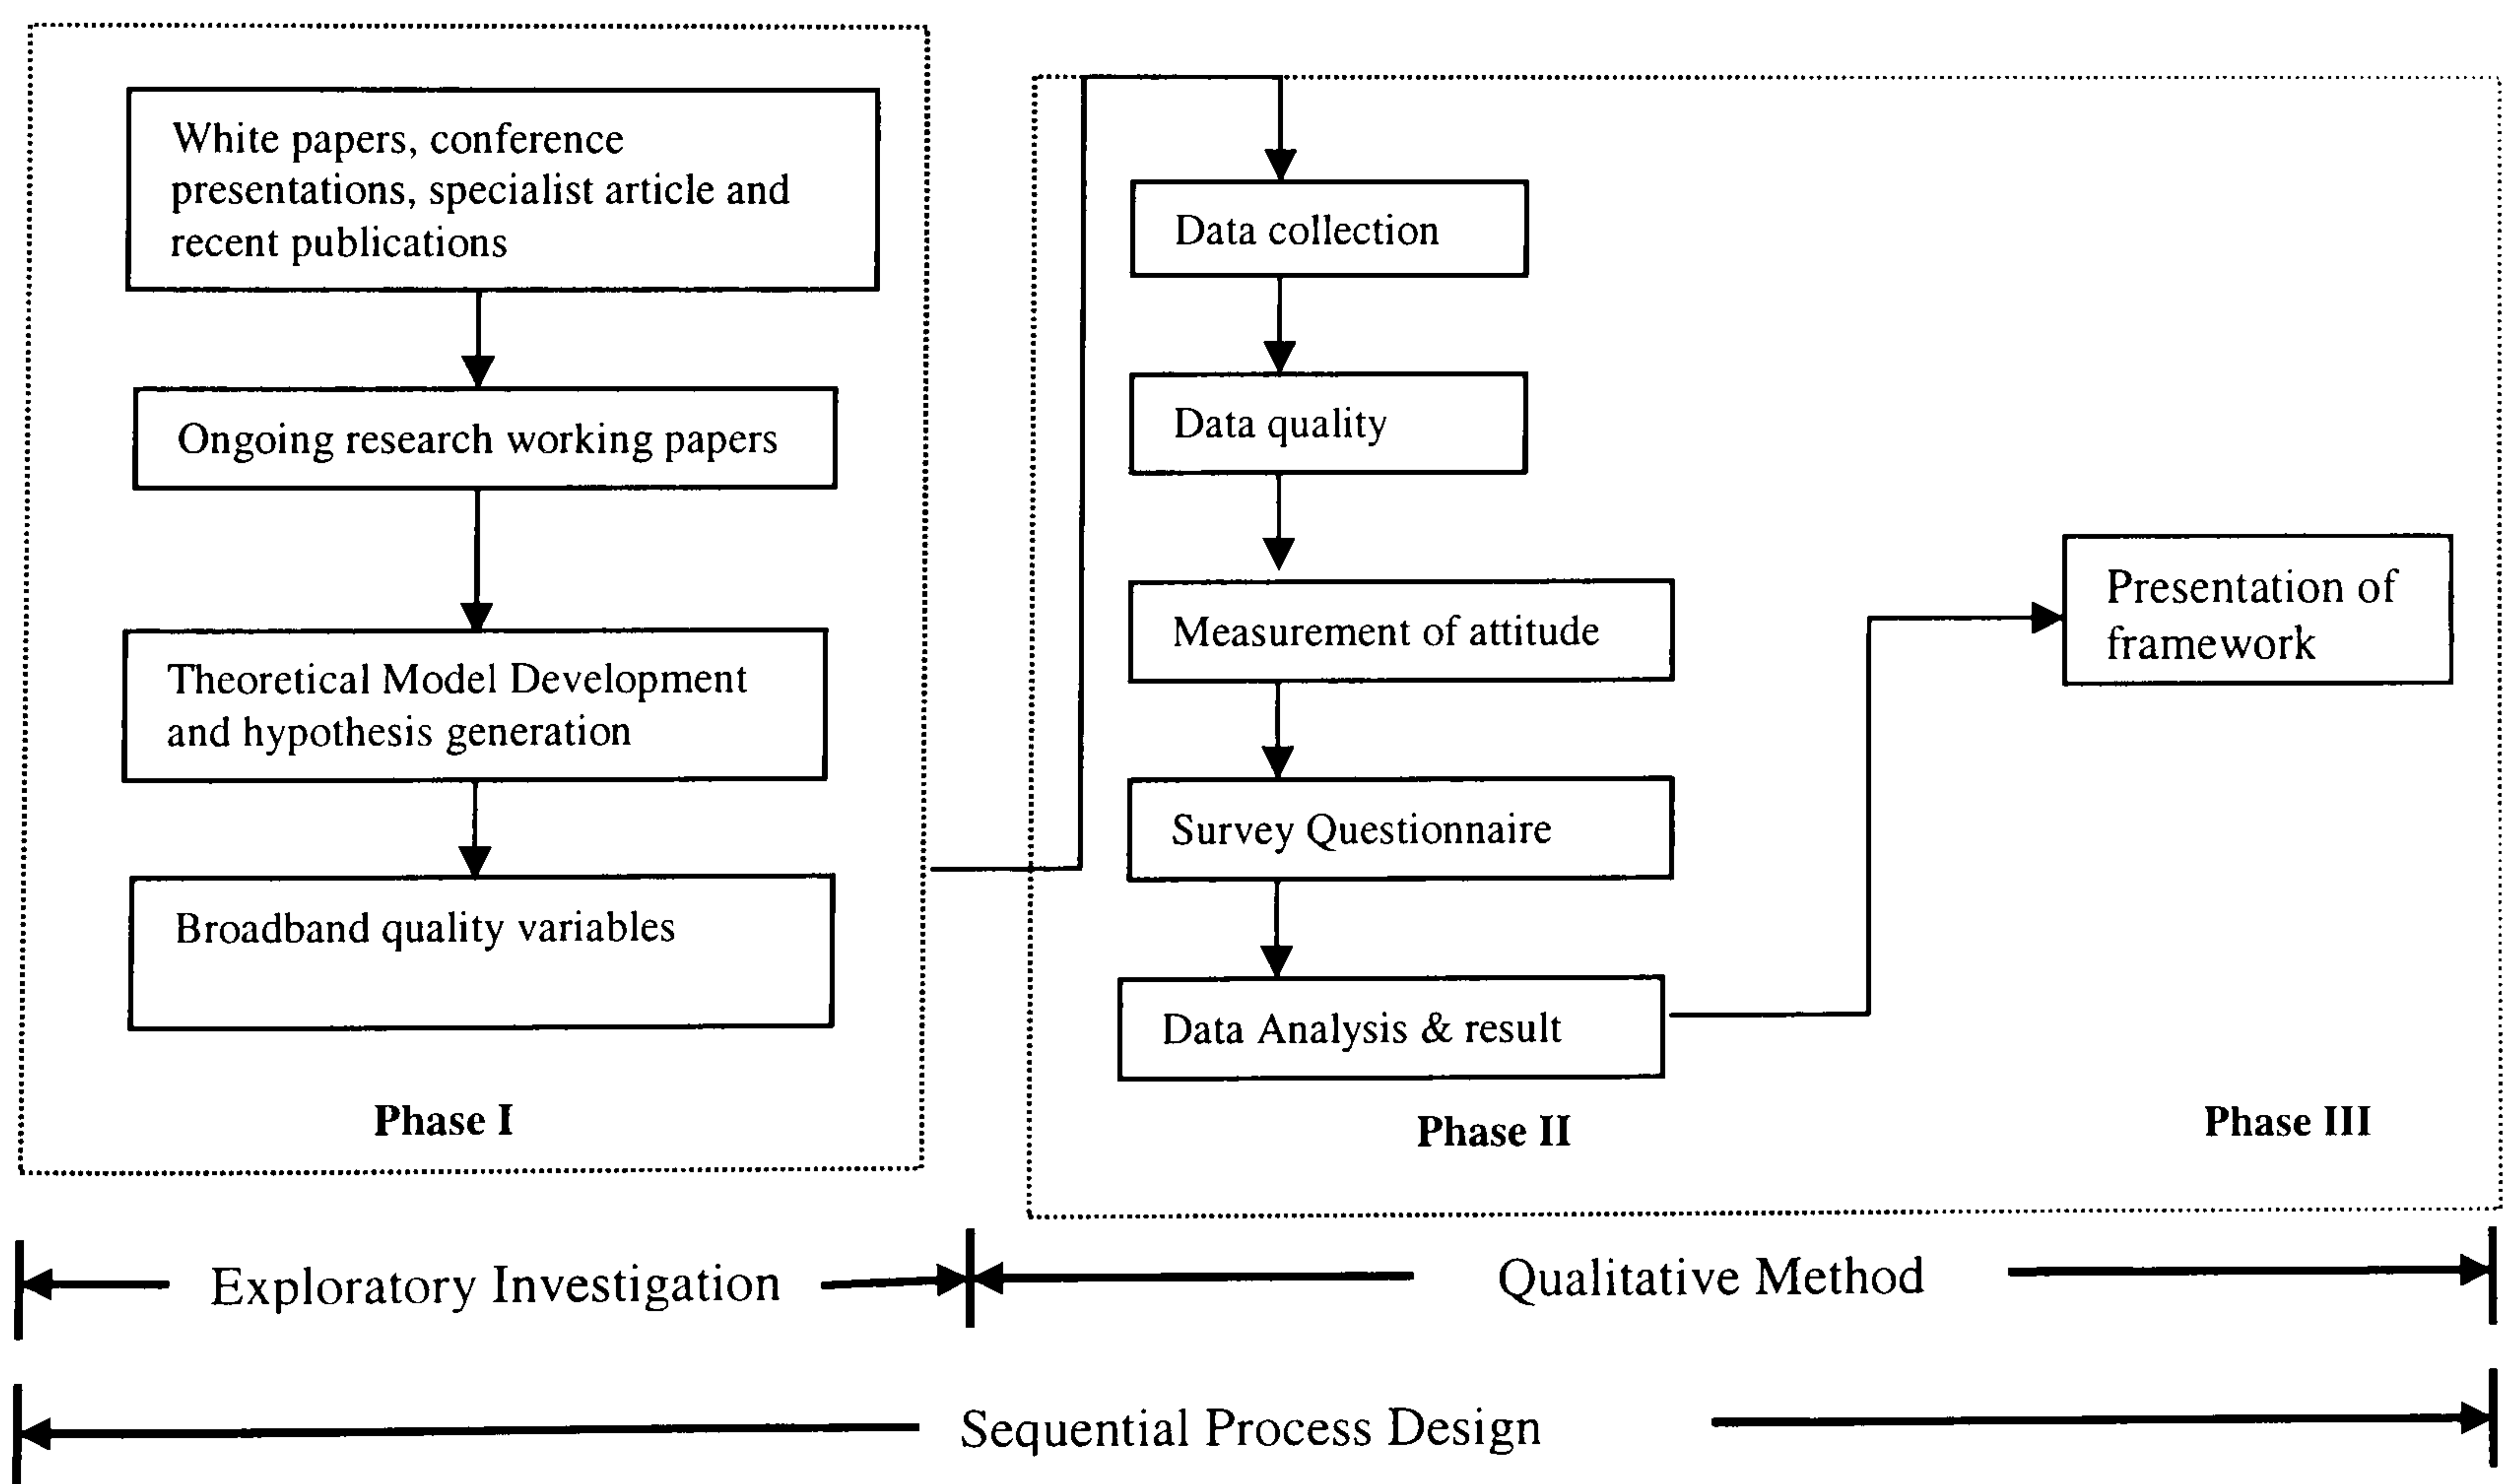 White papers, conference
presentations, specialist article and
recent publications
Ongoing research working papers
Theoretical Model Development
and hypothesis generation
Broadband quality variables
Phase I
Data collection
Data quality
Measurement of attitude
Survey Questionnaire
Data Analysis & result
Phase II
Presentation of
framework
Phase III
Exploratory Investigation
Qualitative Method
Sequential Process Design